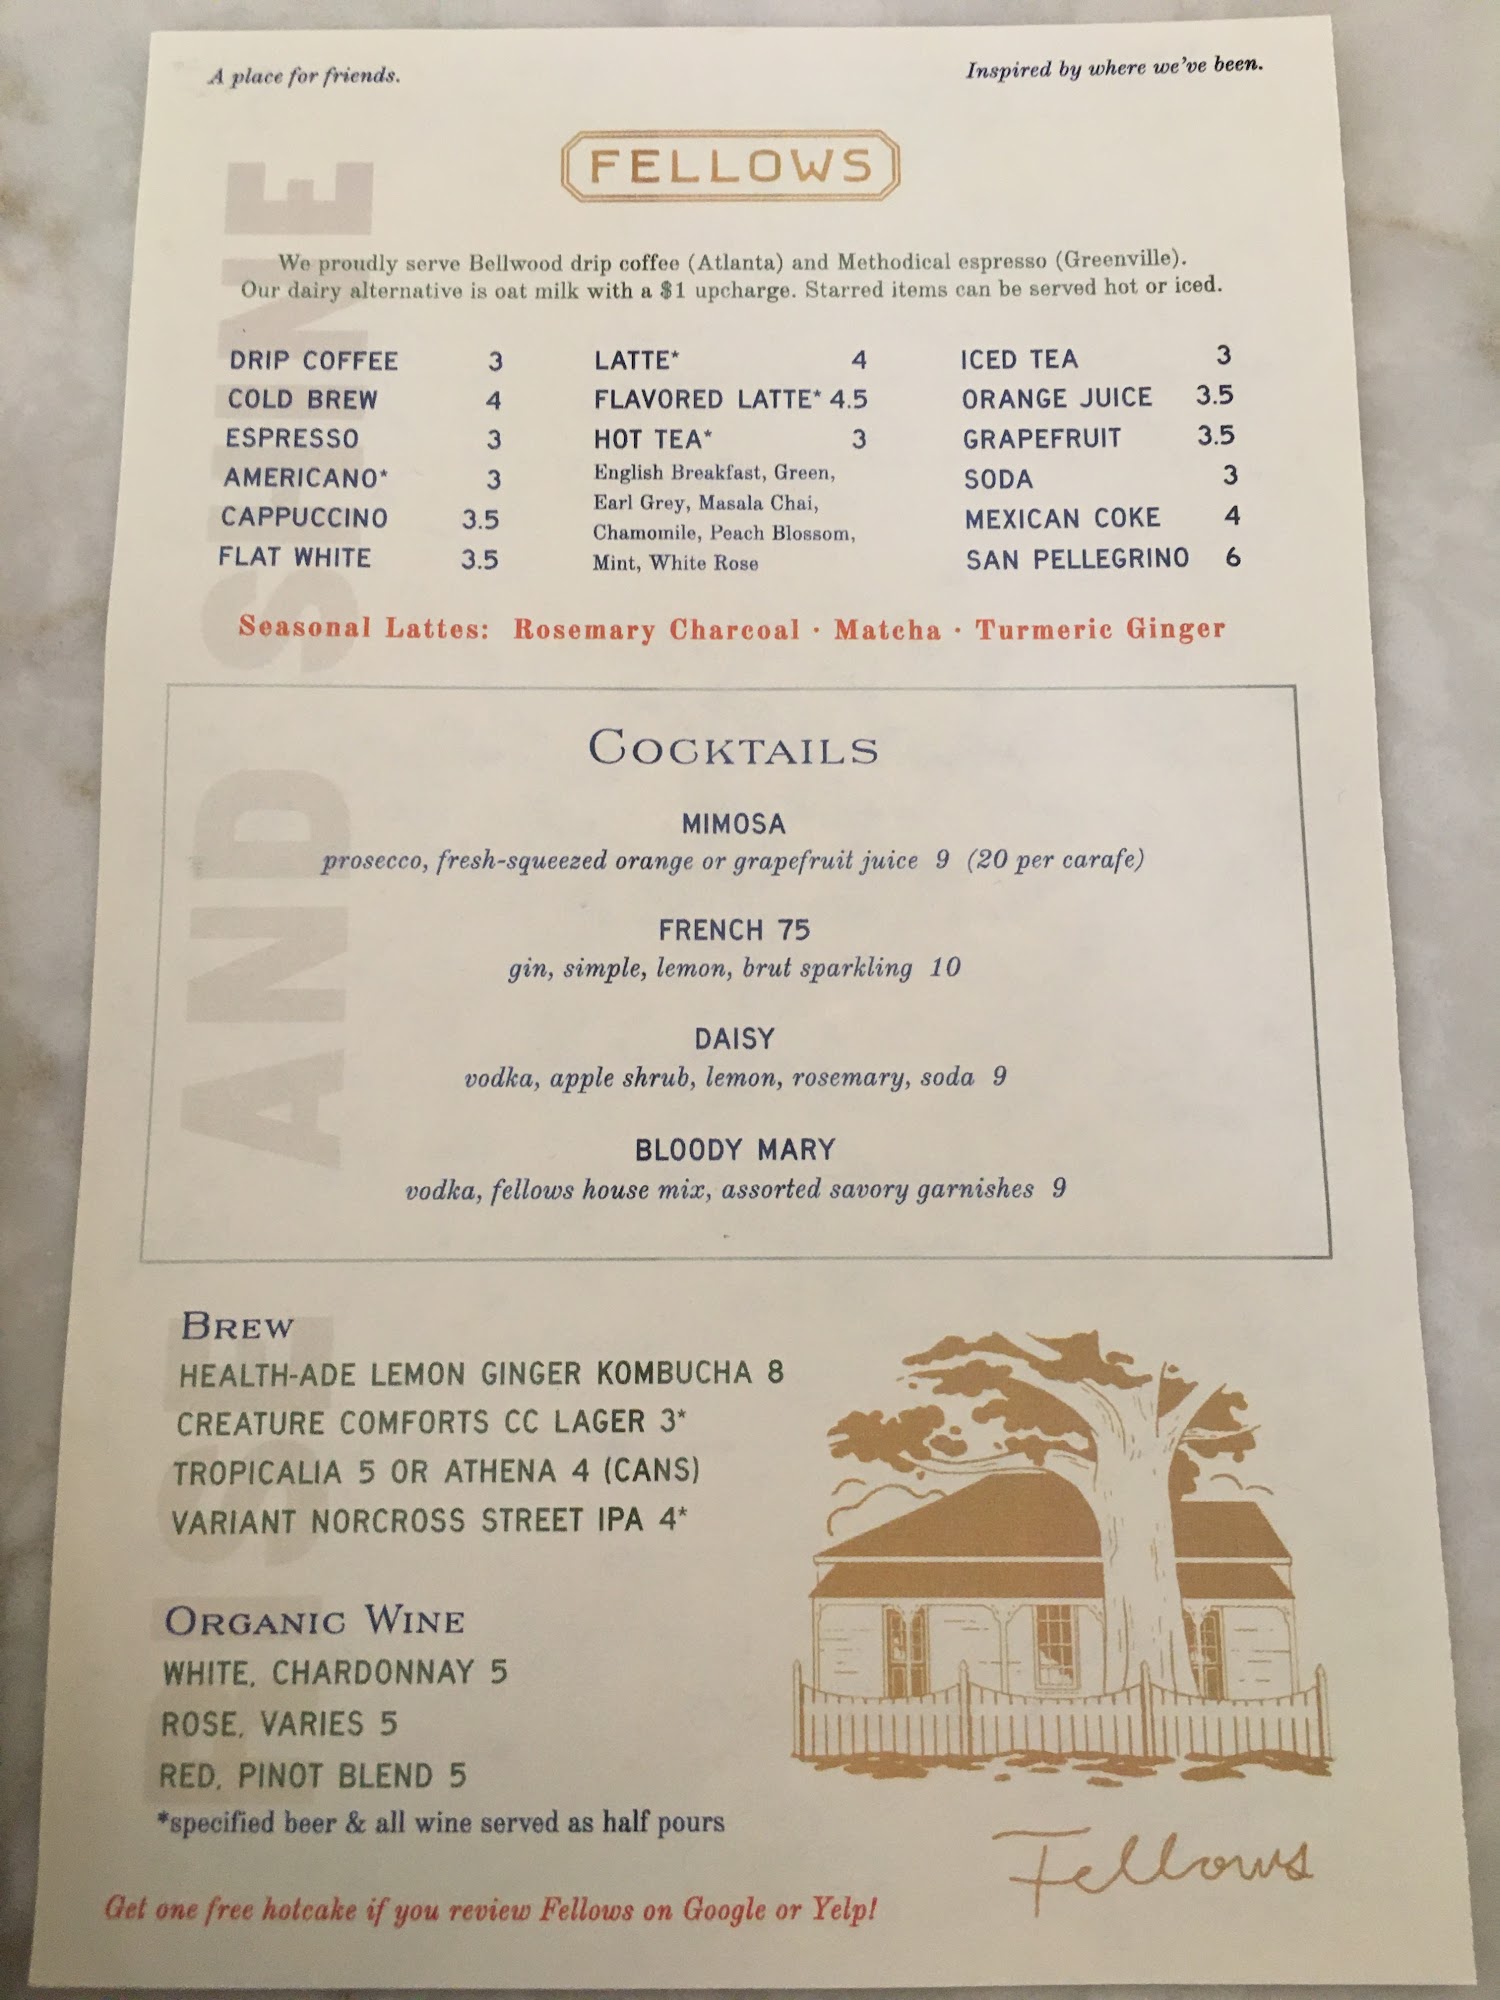 A place for friends.
Inspired by where we've been.
FELLOWS
We proudly serve Bellwood drip coffee (Atlanta) and Methodical espresso (Greenville).
Our dairy alternative is oat milk with a $1 upcharge. Starred items can be served hot or iced.
DRIP COFFEE 3
COLD BREW 4
ESPRESSO 3
AMERICANO* 3
CAPPUCCINO 3.5
FLAT WHITE 3.5
LATTE* 4
FLAVORED LATTE* 4.5
HOT TEA* 3
English Breakfast, Green,
Earl Grey, Masala Chai,
Chamomile, Peach Blossom,
Mint, White Rose
ICED TEA 3
ORANGE JUICE 3.5
GRAPEFRUIT 3.5
SODA 3
MEXICAN COKE 4
SAN PELLEGRINO 6
Seasonal Lattes: Rosemary Charcoal · Matcha · Turmeric Ginger
COCKTAILS
MIMOSA
prosecco, fresh-squeezed orange or grapefruit juice 9 (20 per carafe)
FRENCH 75
gin, simple, lemon, brut sparkling 10
DAISY
vodka, apple shrub, lemon, rosemary, soda 9
BLOODY MARY
vodka, fellows house mix, assorted savory garnishes 9
BREW
HEALTH-ADE LEMON GINGER KOMBUCHA 8
CREATURE COMFORTS CC LAGER 3*
TROPICALIA 5 OR ATHENA 4 (CANS)
VARIANT NORCROSS STREET IPA 4*
ORGANIC WINE
WHITE, CHARDONNAY 5
ROSE, VARIES 5
RED, PINOT BLEND 5
*specified beer & all wine served as half pours
Get one free hotcake if you review Fellows on Google or Yelp!
Fellows
RISE AND SHINE